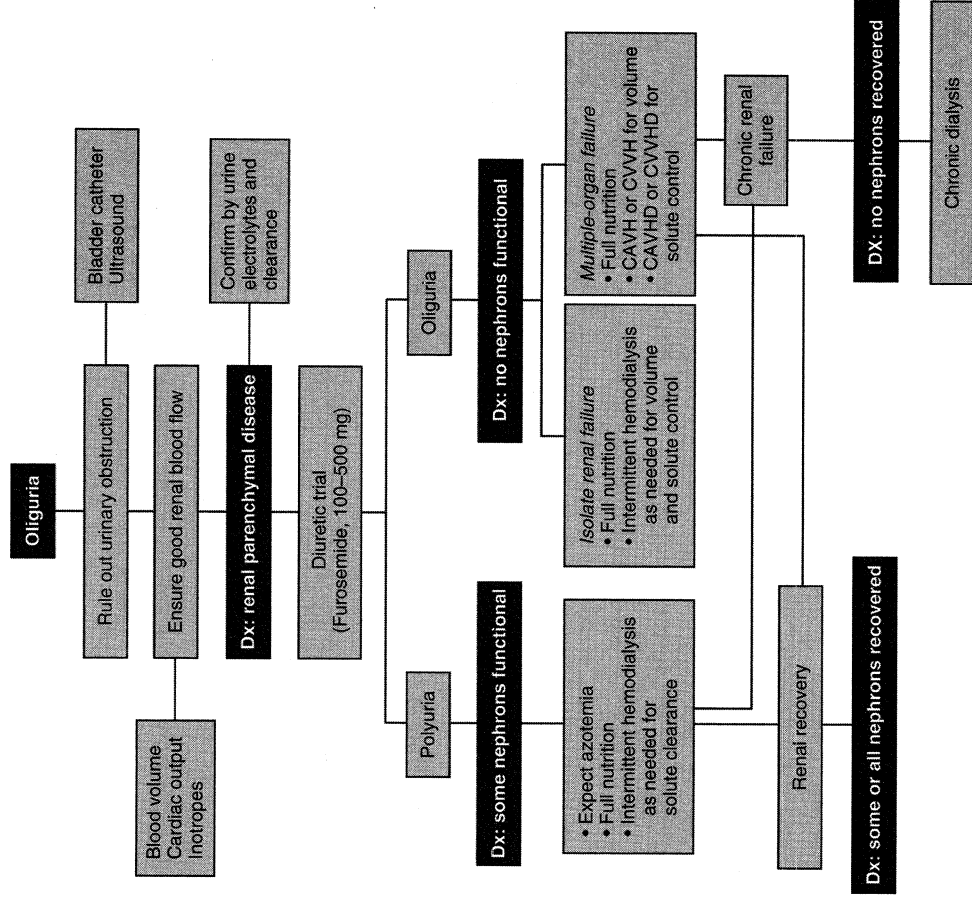 Oliguria
Rule out urinary obstruction
Bladder catheter
Ultrasound
Ensure good renal blood flow
Blood volume
Cardiac output
Inotropes
Dx: renal parenchymal disease
Confirm by urine
electrolytes and
clearance
Diuretic trial
(Furosemide, 100–500 mg)
Polyuria
Oliguria
Dx: some nephrons functional
Dx: no nephrons functional
• Expect azotemia
• Full nutrition
• Intermittent hemodialysis
as needed for
solute clearance
Isolate renal failure
• Full nutrition
• Intermittent hemodialysis
as needed for volume
and solute control
Multiple-organ failure
• Full nutrition
• CAVH or CVVH for volume
• CAVHD or CVVHD for
solute control
Renal recovery
Chronic renal
failure
Dx: some or all nephrons recovered
DX: no nephrons recovered
Chronic dialysis